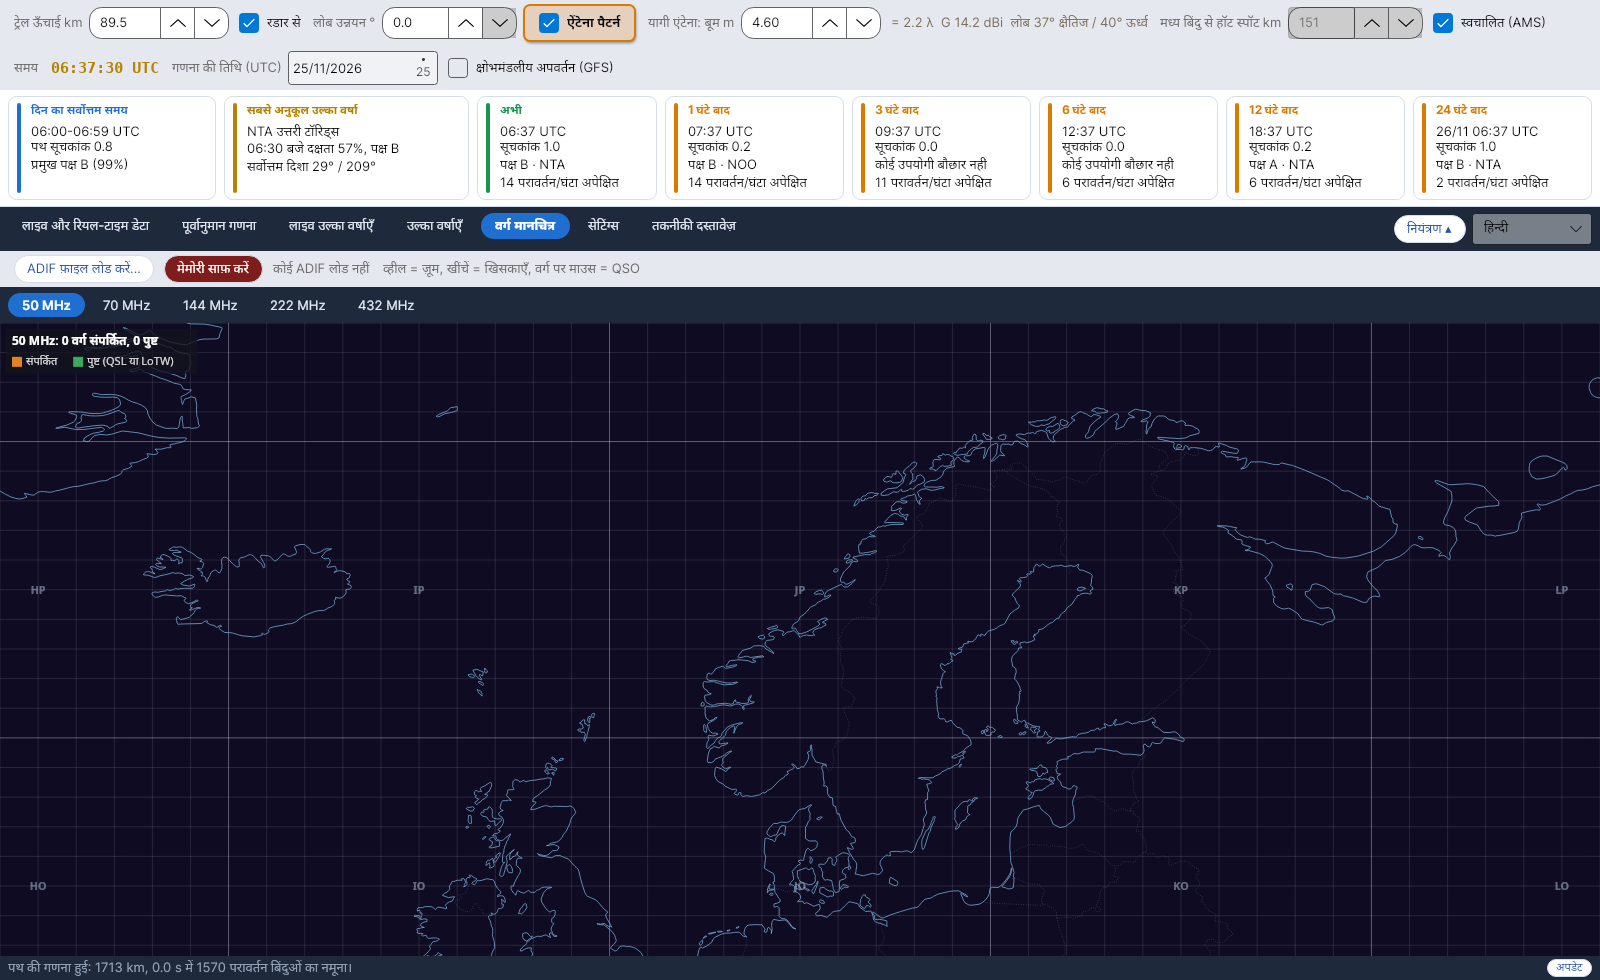 ट्रेल ऊँचाई km 89.5 रडार से लोब उन्नयन ° 0.0 ऐंटेना पैटर्न यागी एंटेना: बूम m 4.60 = 2.2 λ G 14.2 dBi लोब 37° क्षैतिज / 40° ऊर्ध्व मध्य बिंदु से हॉट स्पॉट km 151 स्वचालित (AMS)
समय 06:37:30 UTC गणना की तिथि (UTC) 25/11/2026 25 क्षोभमंडलीय अपवर्तन (GFS)
दिन का सर्वोत्तम समय
06:00-06:59 UTC
पथ सूचकांक 0.8
प्रमुख पक्ष B (99%)
सबसे अनुकूल उल्का वर्षा
NTA उत्तरी टॉरिड्स
06:30 बजे दक्षता 57%, पक्ष B
सर्वोत्तम दिशा 29° / 209°
अभी
06:37 UTC
सूचकांक 1.0
पक्ष B · NTA
14 परावर्तन/घंटा अपेक्षित
1 घंटे बाद
07:37 UTC
सूचकांक 0.2
पक्ष B · NOO
14 परावर्तन/घंटा अपेक्षित
3 घंटे बाद
09:37 UTC
सूचकांक 0.0
कोई उपयोगी बौछार नहीं
11 परावर्तन/घंटा अपेक्षित
6 घंटे बाद
12:37 UTC
सूचकांक 0.0
कोई उपयोगी बौछार नहीं
6 परावर्तन/घंटा अपेक्षित
12 घंटे बाद
18:37 UTC
सूचकांक 0.2
पक्ष A · NTA
6 परावर्तन/घंटा अपेक्षित
24 घंटे बाद
26/11 06:37 UTC
सूचकांक 1.0
पक्ष B · NTA
2 परावर्तन/घंटा अपेक्षित
लाइव और रियल-टाइम डेटा पूर्वानुमान गणना लाइव उल्का वर्षाएँ उल्का वर्षाएँ वर्ग मानचित्र सेटिंग्स तकनीकी दस्तावेज़ नियंत्रण ▴ हिन्दी
ADIF फ़ाइल लोड करें... मेमोरी साफ़ करें कोई ADIF लोड नहीं व्हील = ज़ूम, खींचें = खिसकाएँ, वर्ग पर माउस = QSO
50 MHz 70 MHz 144 MHz 222 MHz 432 MHz
50 MHz: 0 वर्ग संपर्कित, 0 पुष्ट
संपर्कित पुष्ट (QSL या LoTW)
HP IP JP KP LP
HO IO JO KO LO
पथ की गणना हुई: 1713 km, 0.0 s में 1570 परावर्तन बिंदुओं का नमूना।
अपडेट